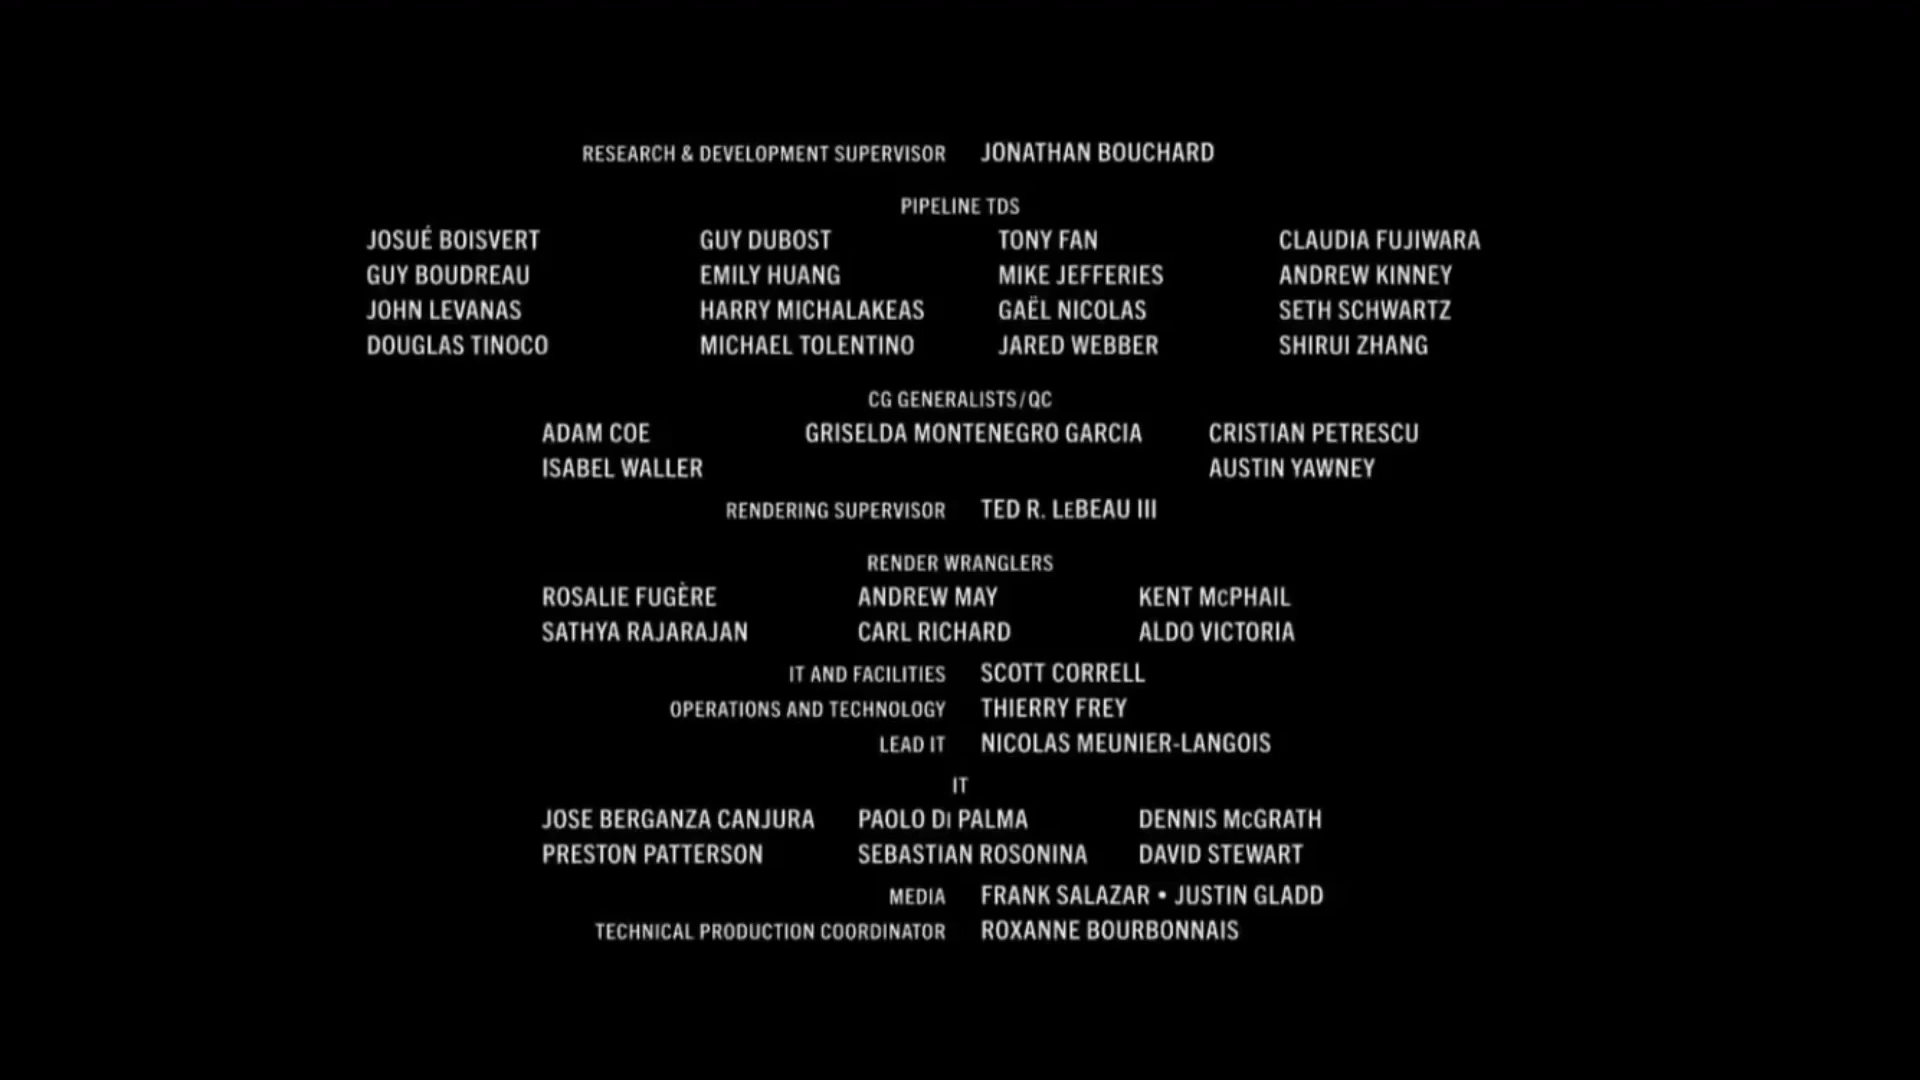 RESEARCH & DEVELOPMENT SUPERVISOR JONATHAN BOUCHARD
PIPELINE TDS
JOSUÉ BOISVERT GUY DUBOST TONY FAN CLAUDIA FUJIWARA
GUY BOUDREAU EMILY HUANG MIKE JEFFERIES ANDREW KINNEY
JOHN LEVANAS HARRY MICHALAKEAS GAËL NICOLAS SETH SCHWARTZ
DOUGLAS TINOCO MICHAEL TOLENTINO JARED WEBBER SHIRUI ZHANG
CG GENERALISTS/QC
ADAM COE GRISELDA MONTENEGRO GARCIA CRISTIAN PETRESCU
ISABEL WALLER AUSTIN YAWNEY
RENDERING SUPERVISOR TED R. LEBEAU III
RENDER WRANGLERS
ROSALIE FUGÈRE ANDREW MAY KENT MCPHAIL
SATHYA RAJARAJAN CARL RICHARD ALDO VICTORIA
IT AND FACILITIES SCOTT CORRELL
OPERATIONS AND TECHNOLOGY THIERRY FREY
LEAD IT NICOLAS MEUNIER-LANGOIS
IT
JOSE BERGANZA CANJURA PAOLO DI PALMA DENNIS MCGRATH
PRESTON PATTERSON SEBASTIAN ROSONINA DAVID STEWART
MEDIA FRANK SALAZAR • JUSTIN GLADD
TECHNICAL PRODUCTION COORDINATOR ROXANNE BOURBONNAIS